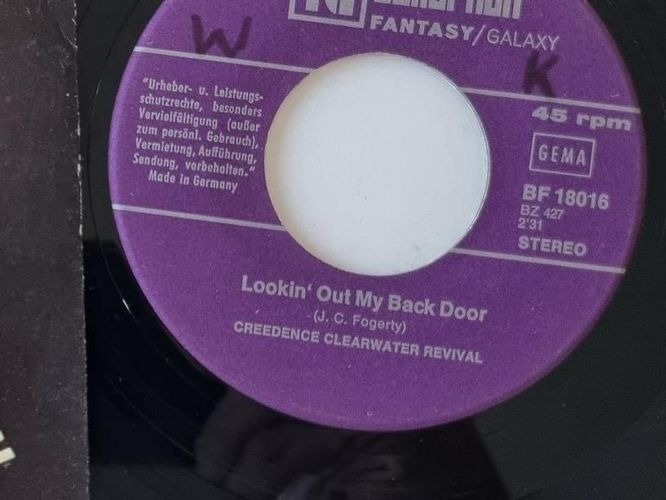 FANTASY/GALAXY
W
K
"Urheber- u. Leistungs-
schutzrechte, besonders
Vervielfältigung (außer
zum persönl. Gebrauch),
Vermietung, Aufführung,
Sendung, vorbehalten."
Made in Germany
45 rpm
GEMA
BF 18016
BZ 427
2'31
STEREO
Lookin' Out My Back Door
(J. C. Fogerty)
CREEDENCE CLEARWATER REVIVAL